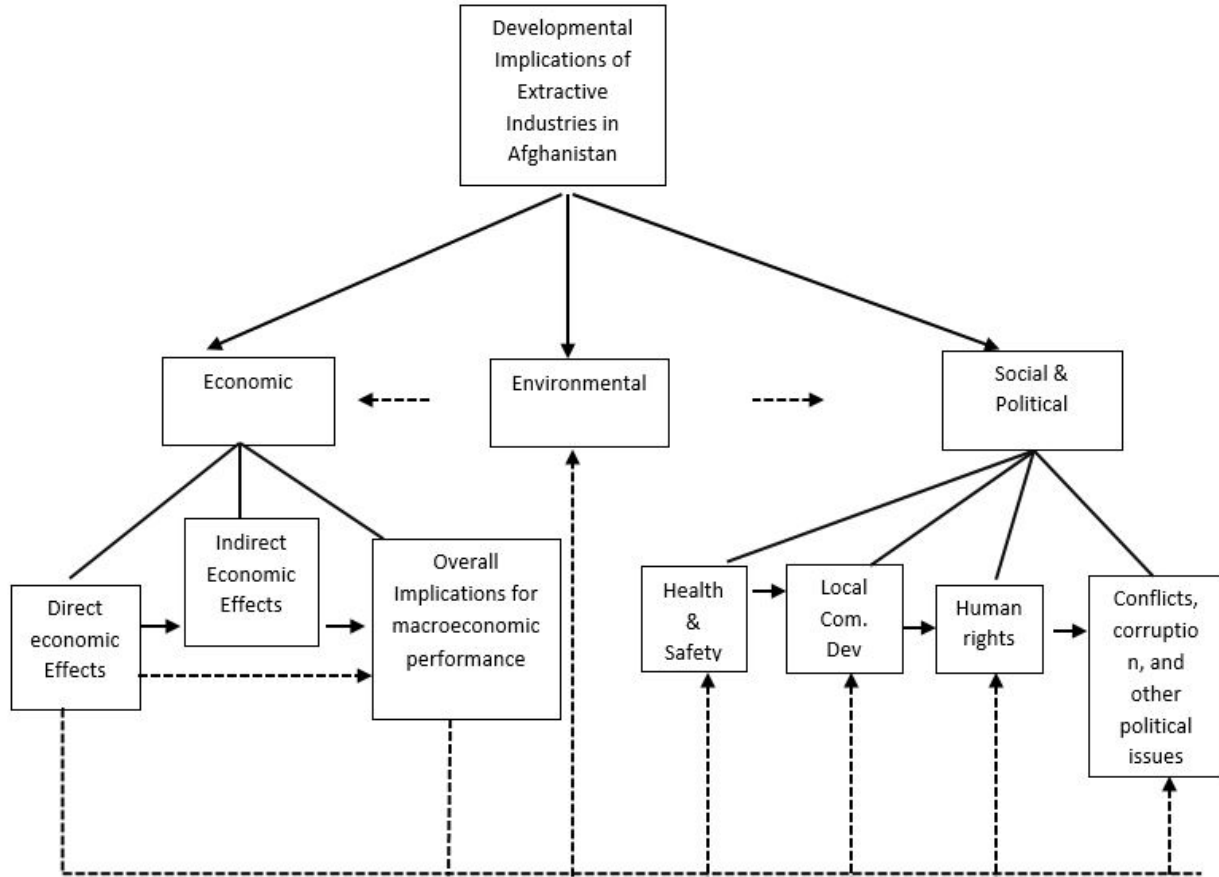 Developmental
Implications of
Extractive
Industries in
Afghanistan
Economic
Environmental
Social &
Political
Direct
economic
Effects
Indirect
Economic
Effects
Overall
Implications for
macroeconomic
performance
Health
&
Safety
Local
Com.
Dev
Human
rights
Conflicts,
corruptio
n, and
other
political
issues